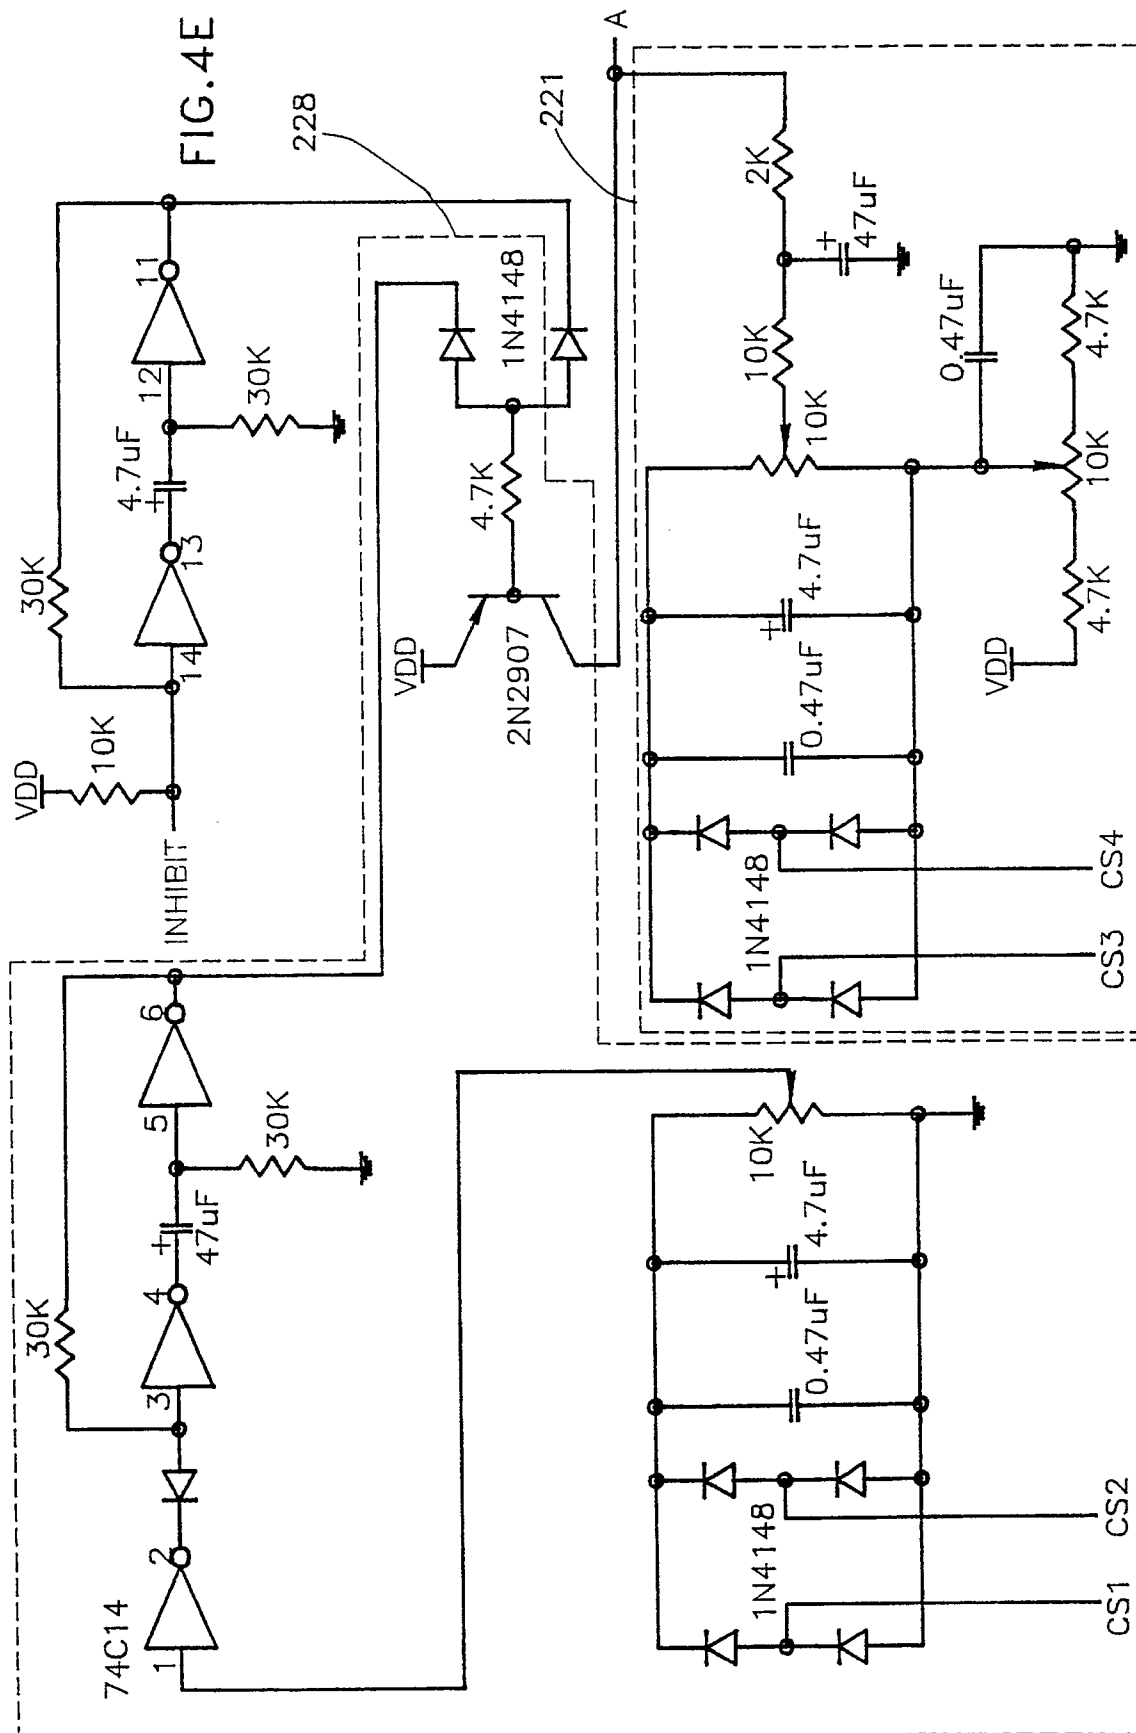 FIG.4E
74C14
1
2
3
4
5
6
30K
47uF
+
30K
INHIBIT
VDD
10K
14
13
30K
4.7uF
+
12
11
30K
228
VDD
2N2907
4.7K
1N4148
A
221
CS1
CS2
1N4148
0.47uF
4.7uF
+
10K
CS3
CS4
1N4148
0.47uF
4.7uF
+
10K
10K
2K
47uF
+
0.47uF
VDD
4.7K
10K
4.7K